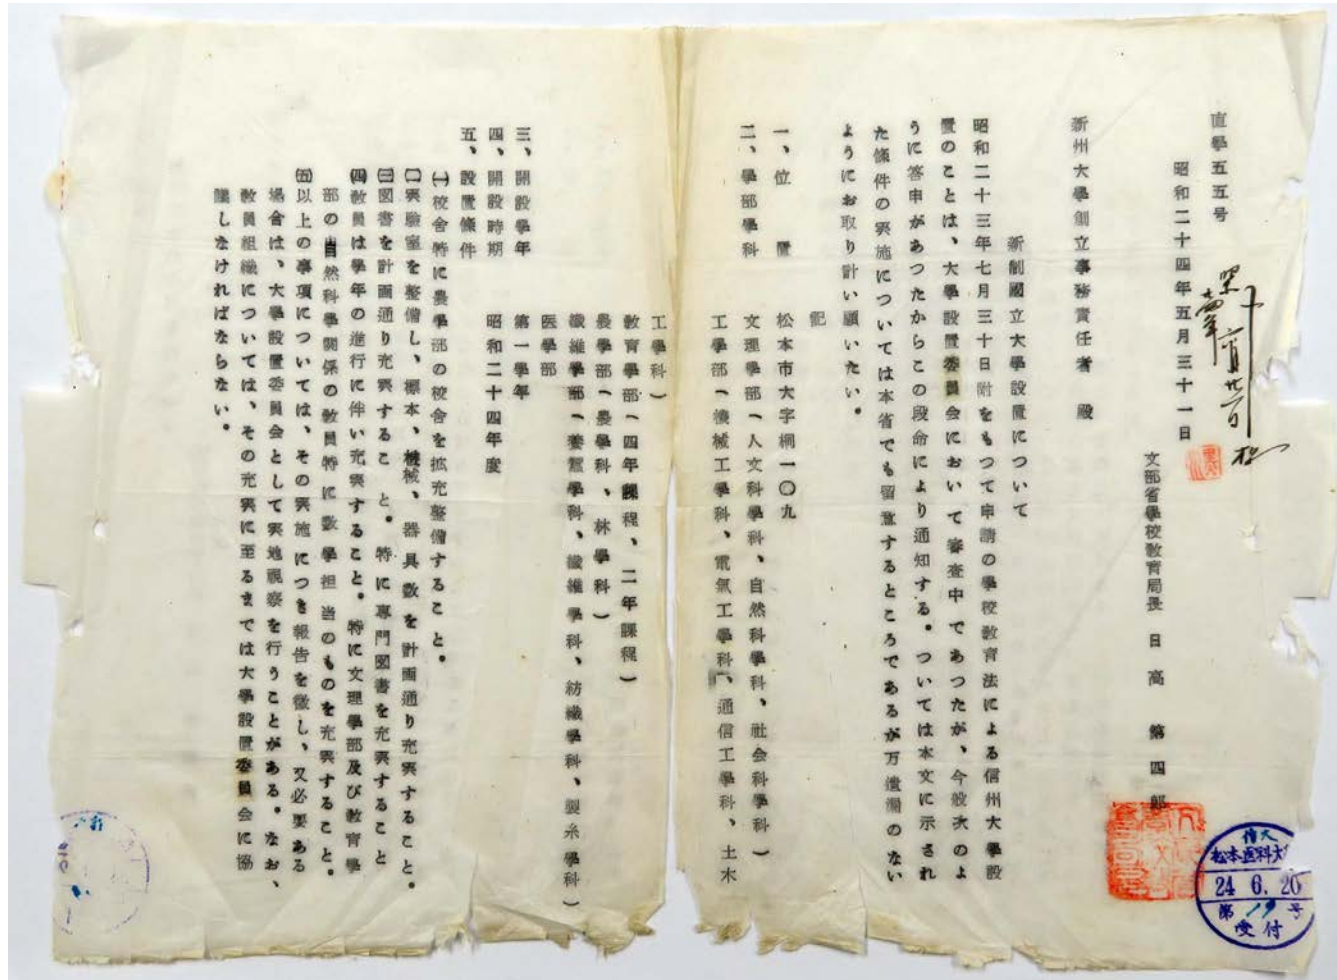 直學五五号
昭和二十四年五月三十一日
文部省學校敎育局長　日　高　第　四　郎
新州大學創立事務責任者　殿
新制國立大學設置について
昭和二十三年七月三十日附をもつて申請の學校敎育法による信州大學設
置のことは、大學設置委員会において審査中であつたが、今般次のよ
うに答申があつたからこの段命により通知する。ついては本文に示され
た條件の実施については本省でも留意するところであるが万遺漏のない
ようにお取り計い願いたい。
記
一、位　置　松本市大字桐一〇九
二、學部學科　文理學部（人文科學科、自然科學科、社会科學科）
工學部（機械工學科、電氣工學科、通信工學科、土木
工學科）
敎育學部（四年課程、二年課程）
農學部（農學科、林學科）
纖維學部（養蚕學科、纖維學科、紡織學科、製糸學科）
医學部
三、開設學年　第一學年
四、開設時期　昭和二十四年度
五、設置條件
㈠校舍特に農學部の校舍を拡充整備すること。
㈡実驗室を整備し、標本、機械、器具数を計画通り充実すること。
㈢図書を計画通り充実すること。特に専門図書を充実すること
㈣敎員は學年の進行に伴い充実すること。特に文理學部及び敎育學
部の自然科學関係の敎員特に数學担当のものを充実すること。
㈤以上の事項については、その実施につき報告を徴し、又必要ある
場合は、大學設置委員会として実地視察を行うことがある。なお、
敎員組織については、その充実に至るまでは大學設置委員会に協
議しなければならない。
信大
松本医科大
24 6. 20
第 19 号
受付